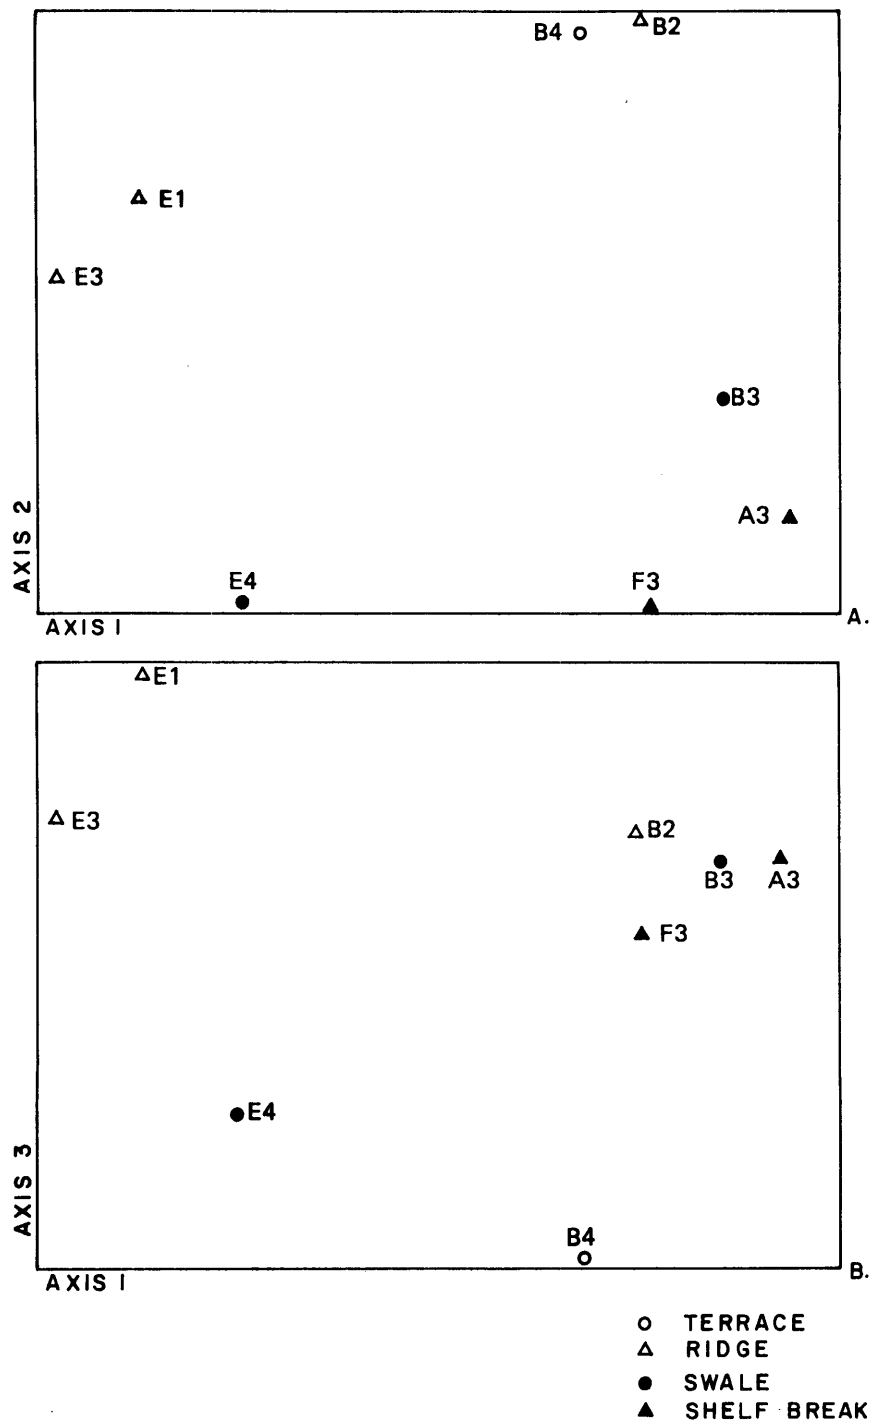 B4
B2
E1
E3
B3
A3
E4
F3
AXIS 2
AXIS 1
A.
E1
E3
B2
B3
A3
F3
E4
B4
AXIS 3
AXIS 1
B.
TERRACE
RIDGE
SWALE
SHELF BREAK